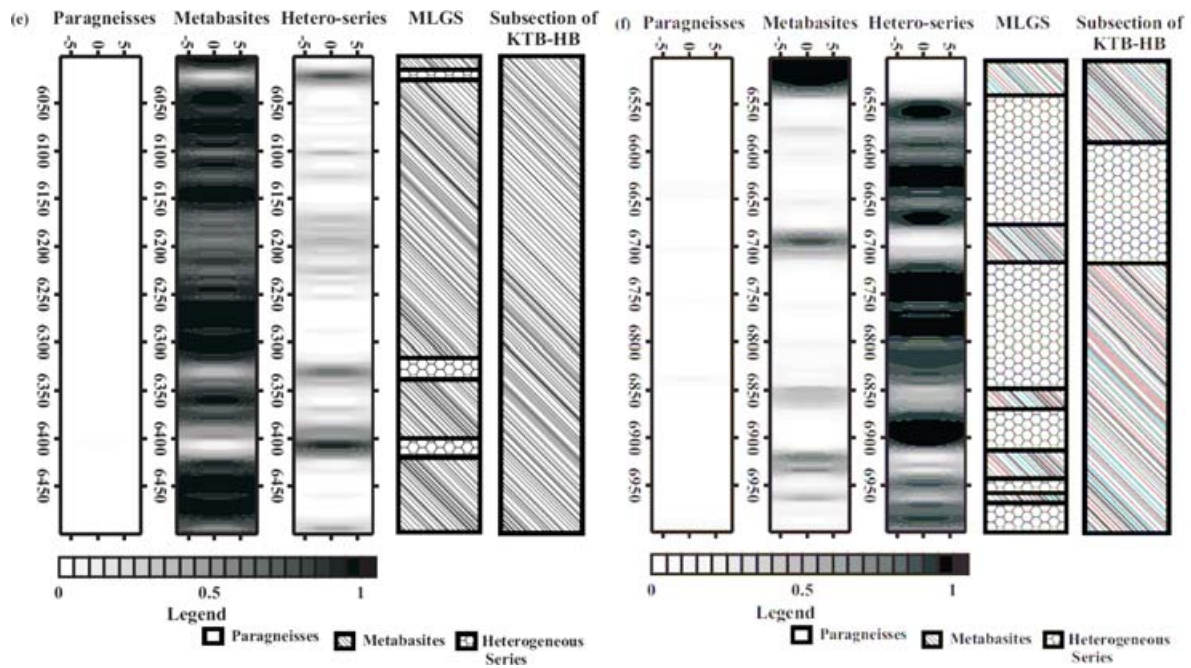 (e) Paragneisses Metabasites Hetero-series MLGS Subsection of
KTB-HB
-5 0 5 -5 0 5 -5 0 5
6050 6050 6050
6100 6100 6100
6150 6150 6150
6200 6200 6200
6250 6250 6250
6300 6300 6300
6350 6350 6350
6400 6400 6400
6450 6450 6450
0 0.5 1
Legend
Paragneisses Metabasites Heterogeneous
Series
(f) Paragneisses Metabasites Hetero-series MLGS Subsection of
KTB-HB
-5 0 5 -5 0 5 -5 0 5
6550 6550 6550
6600 6600 6600
6650 6650 6650
6700 6700 6700
6750 6750 6750
6800 6800 6800
6850 6850 6850
6900 6900 6900
6950 6950 6950
0 0.5 1
Legend
Paragneisses Metabasites Heterogeneous
Series